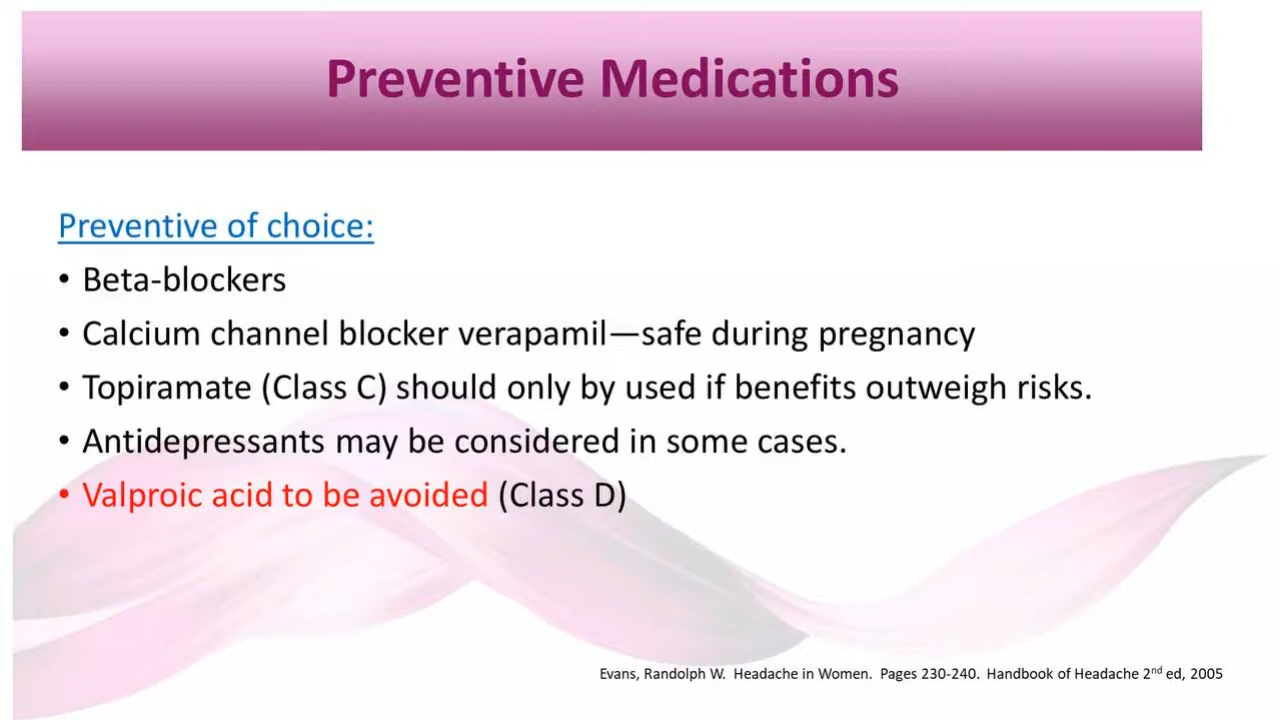 Preventive Medications
Preventive of choice:
• Beta-blockers
• Calcium channel blocker verapamil—safe during pregnancy
• Topiramate (Class C) should only by used if benefits outweigh risks.
• Antidepressants may be considered in some cases.
• Valproic acid to be avoided (Class D)
Evans, Randolph W. Headache in Women. Pages 230-240. Handbook of Headache 2nd ed, 2005